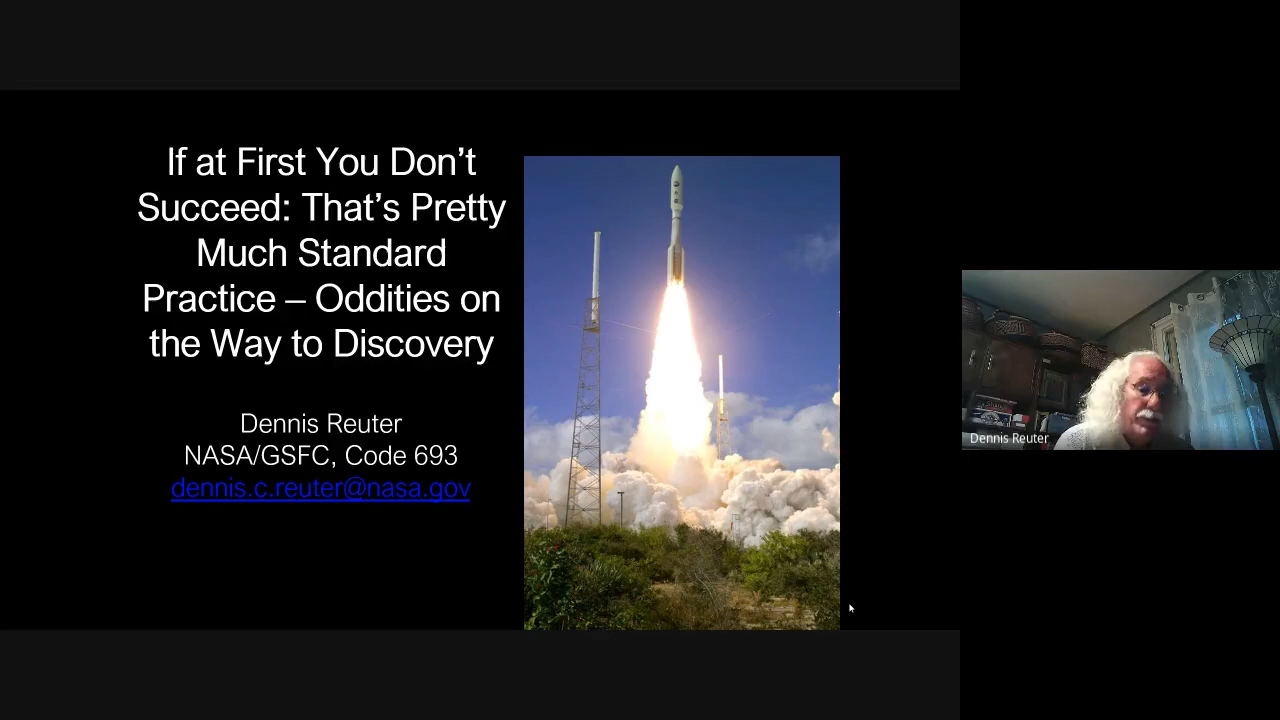 If at First You Don’t
Succeed: That’s Pretty
Much Standard
Practice – Oddities on
the Way to Discovery
Dennis Reuter
NASA/GSFC, Code 693
dennis.c.reuter@nasa.gov
Dennis Reuter